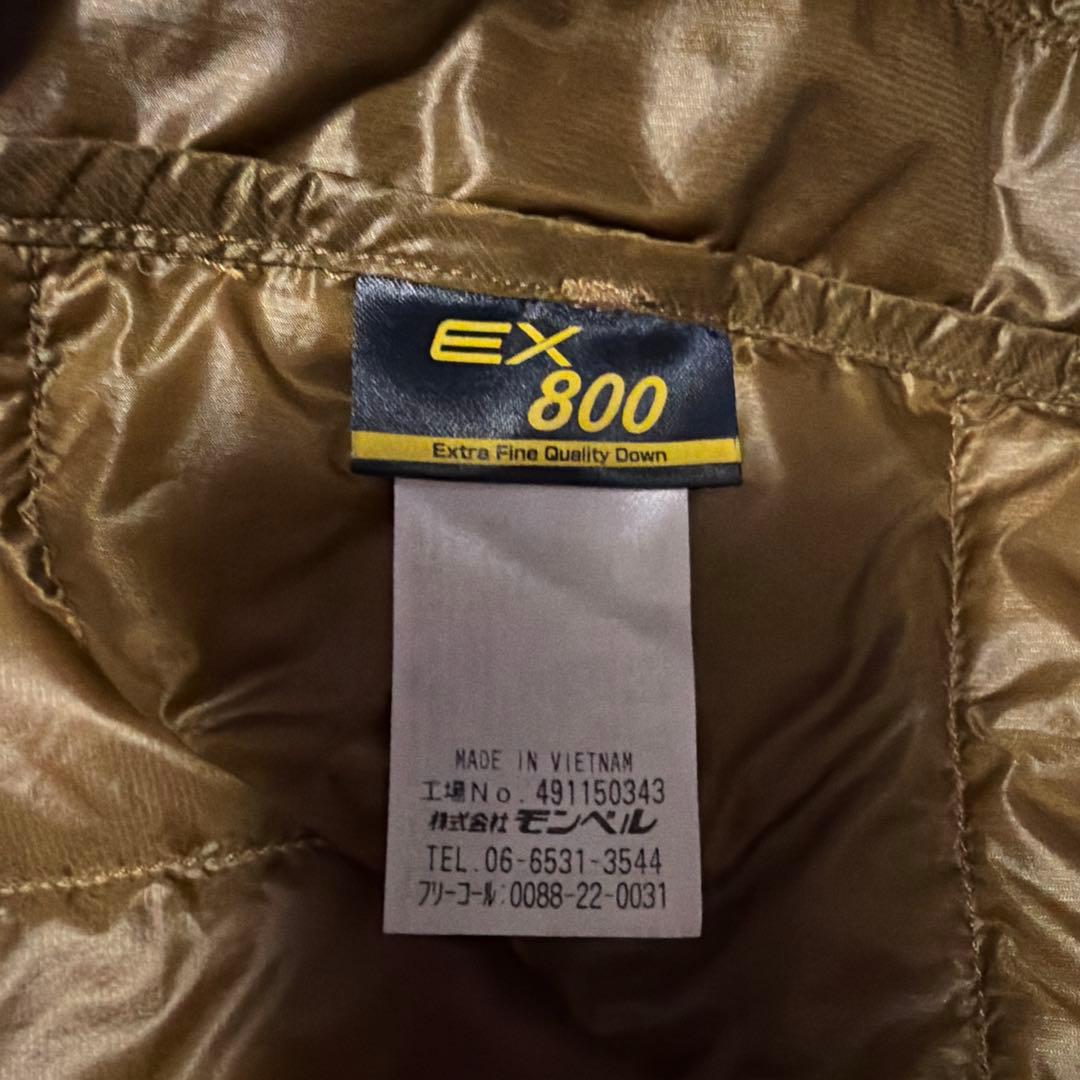 EX
800
Extra Fine Quality Down
MADE IN VIETNAM
工場No.491150343
株式会社モンベル
TEL.06-6531-3544
フリーコール:0088-22-0031